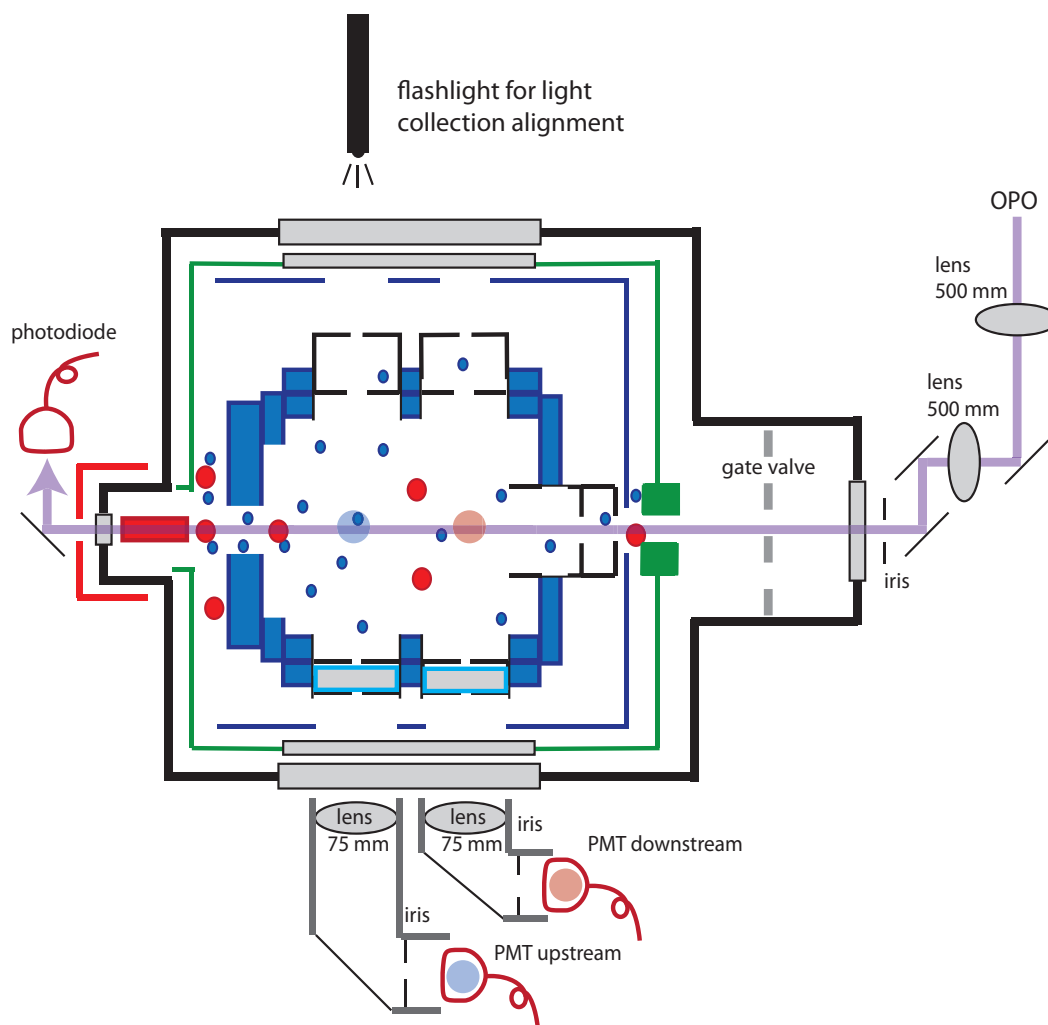 flashlight for light
collection alignment
OPO
lens
500 mm
photodiode
lens
500 mm
gate valve
iris
lens
75 mm
lens
75 mm
iris
PMT downstream
iris
PMT upstream